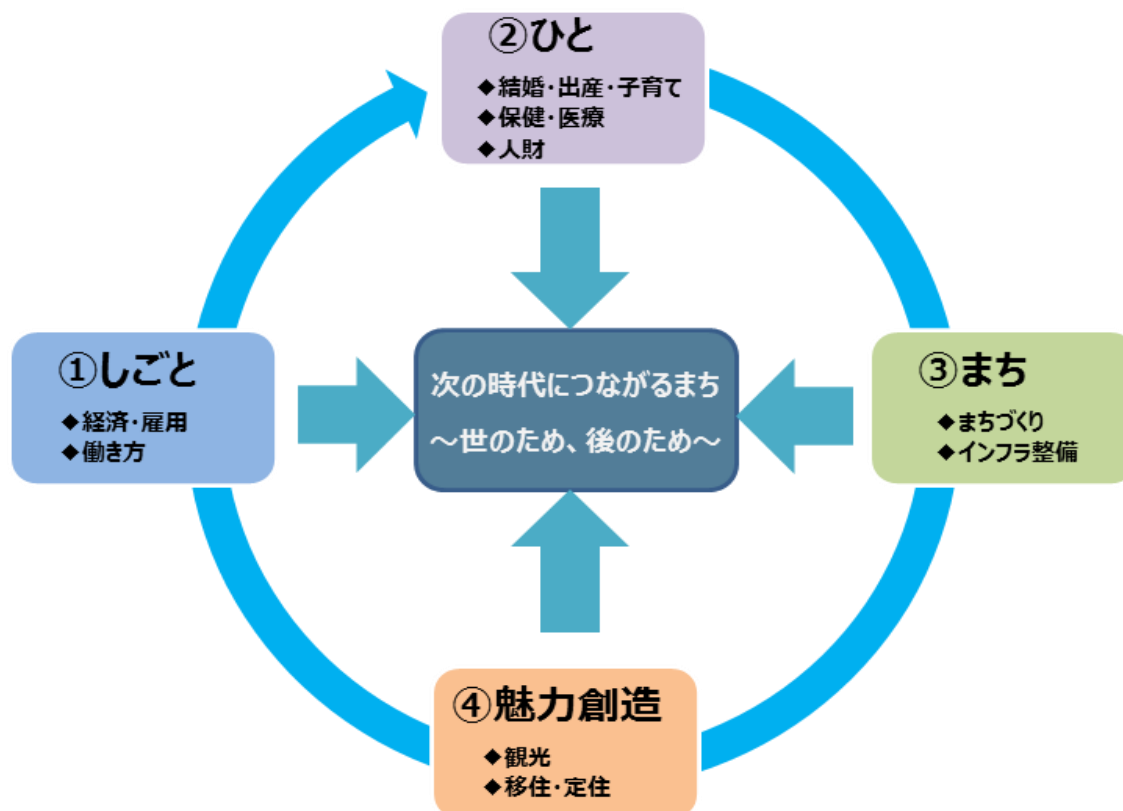 ②ひと
◆結婚・出産・子育て
◆保健・医療
◆人財
①しごと
◆経済・雇用
◆働き方
次の時代につながるまち
～世のため、後のため～
③まち
◆まちづくり
◆インフラ整備
④魅力創造
◆観光
◆移住・定住